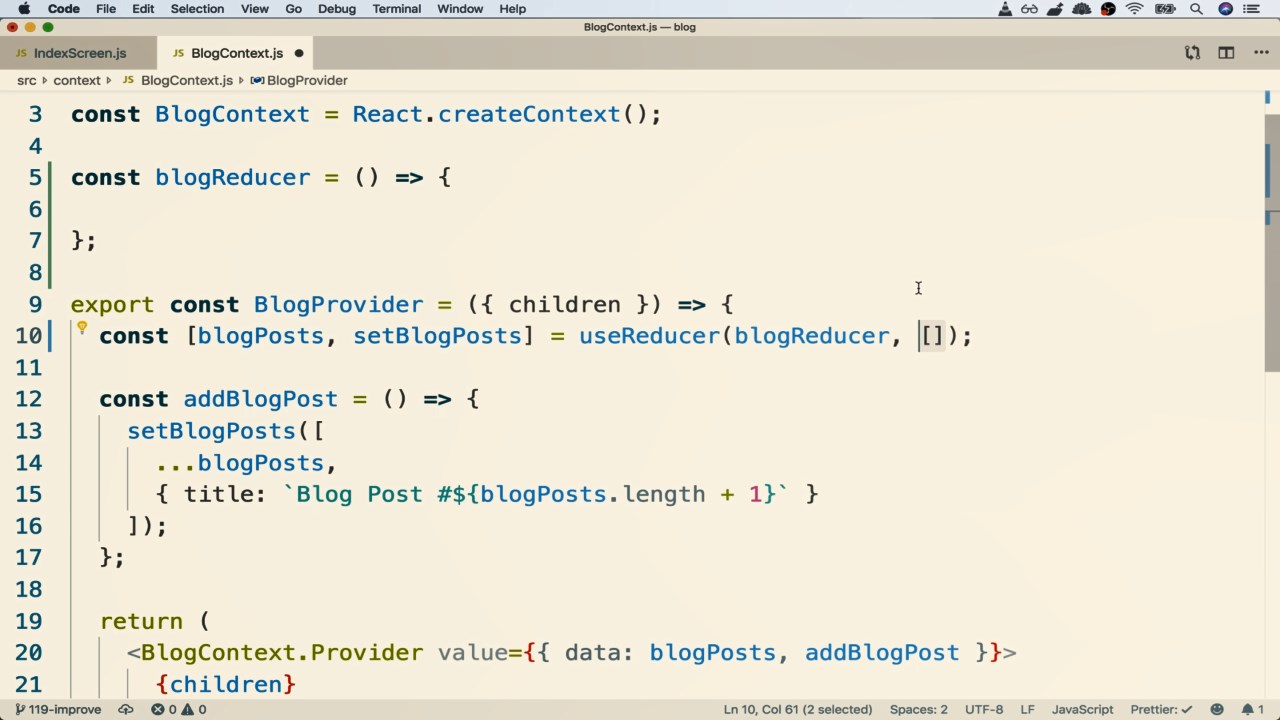 Code File Edit Selection View Go Debug Terminal Window Help
BlogContext.js — blog
JS IndexScreen.js JS BlogContext.js
src context JS BlogContext.js BlogProvider
3 const BlogContext = React.createContext();
4
5 const blogReducer = () => {
6
7 };
8
9 export const BlogProvider = ({ children }) => {
10 const [blogPosts, setBlogPosts] = useReducer(blogReducer, []);
11
12 const addBlogPost = () => {
13 setBlogPosts([
14 ...blogPosts,
15 { title: `Blog Post #${blogPosts.length + 1}` }
16 ]);
17 };
18
19 return (
20 <BlogContext.Provider value={{ data: blogPosts, addBlogPost }}>
21 {children}
119-improve 0 0 Ln 10, Col 61 (2 selected) Spaces: 2 UTF-8 LF JavaScript Prettier: ✓ 1